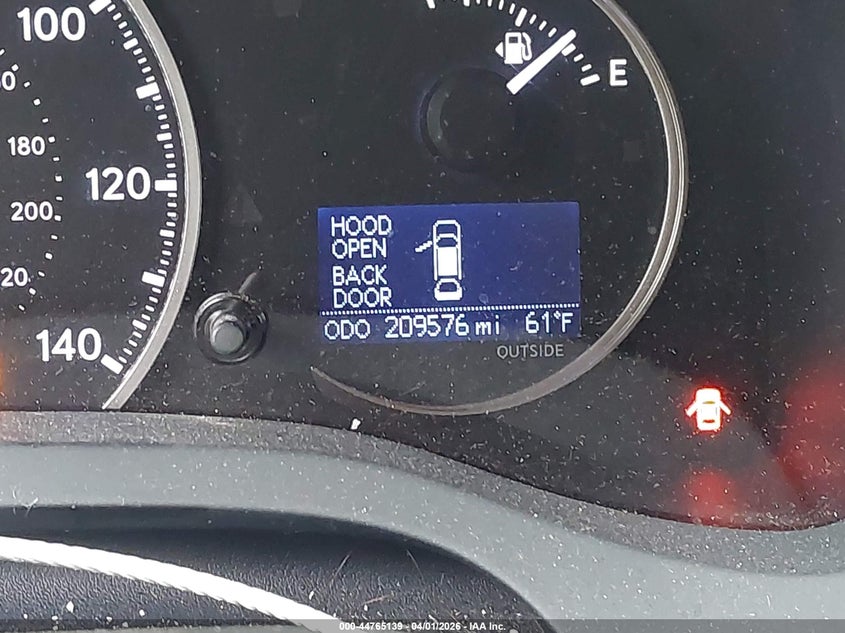 100
180
120
200
140
E
HOOD
OPEN
BACK
DOOR
ODO 209576 mi 61°F
OUTSIDE
000-44765139 - 04/01/2026 - IAA Inc.